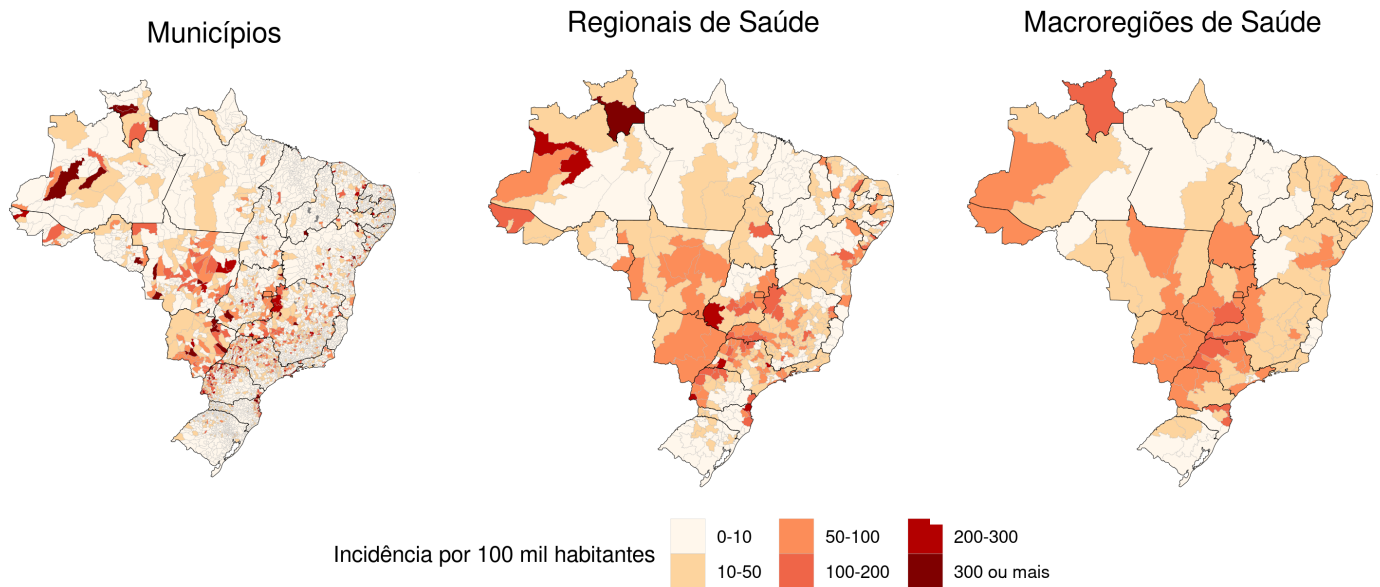 Municípios
Regionais de Saúde
Macroregiões de Saúde
Incidência por 100 mil habitantes
0-10
50-100
200-300
10-50
100-200
300 ou mais